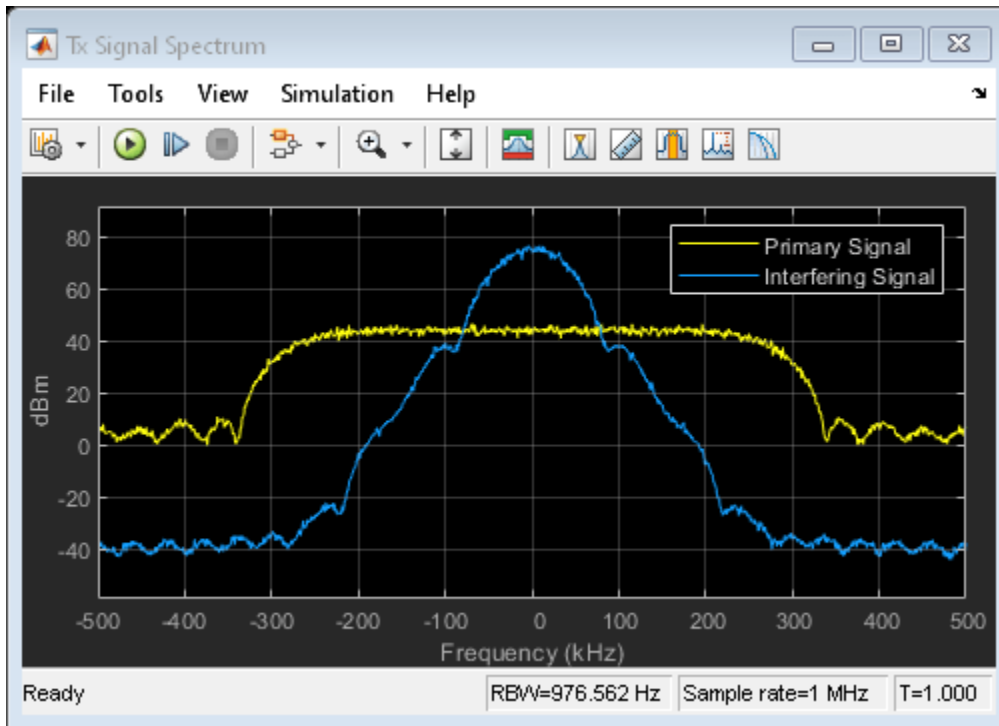 Tx Signal Spectrum
File Tools View Simulation Help
Primary Signal
Interfering Signal
80
60
40
20
0
-20
-40
dBm
-500 -400 -300 -200 -100 0 100 200 300 400 500
Frequency (kHz)
Ready RBW=976.562 Hz Sample rate=1 MHz T=1.000